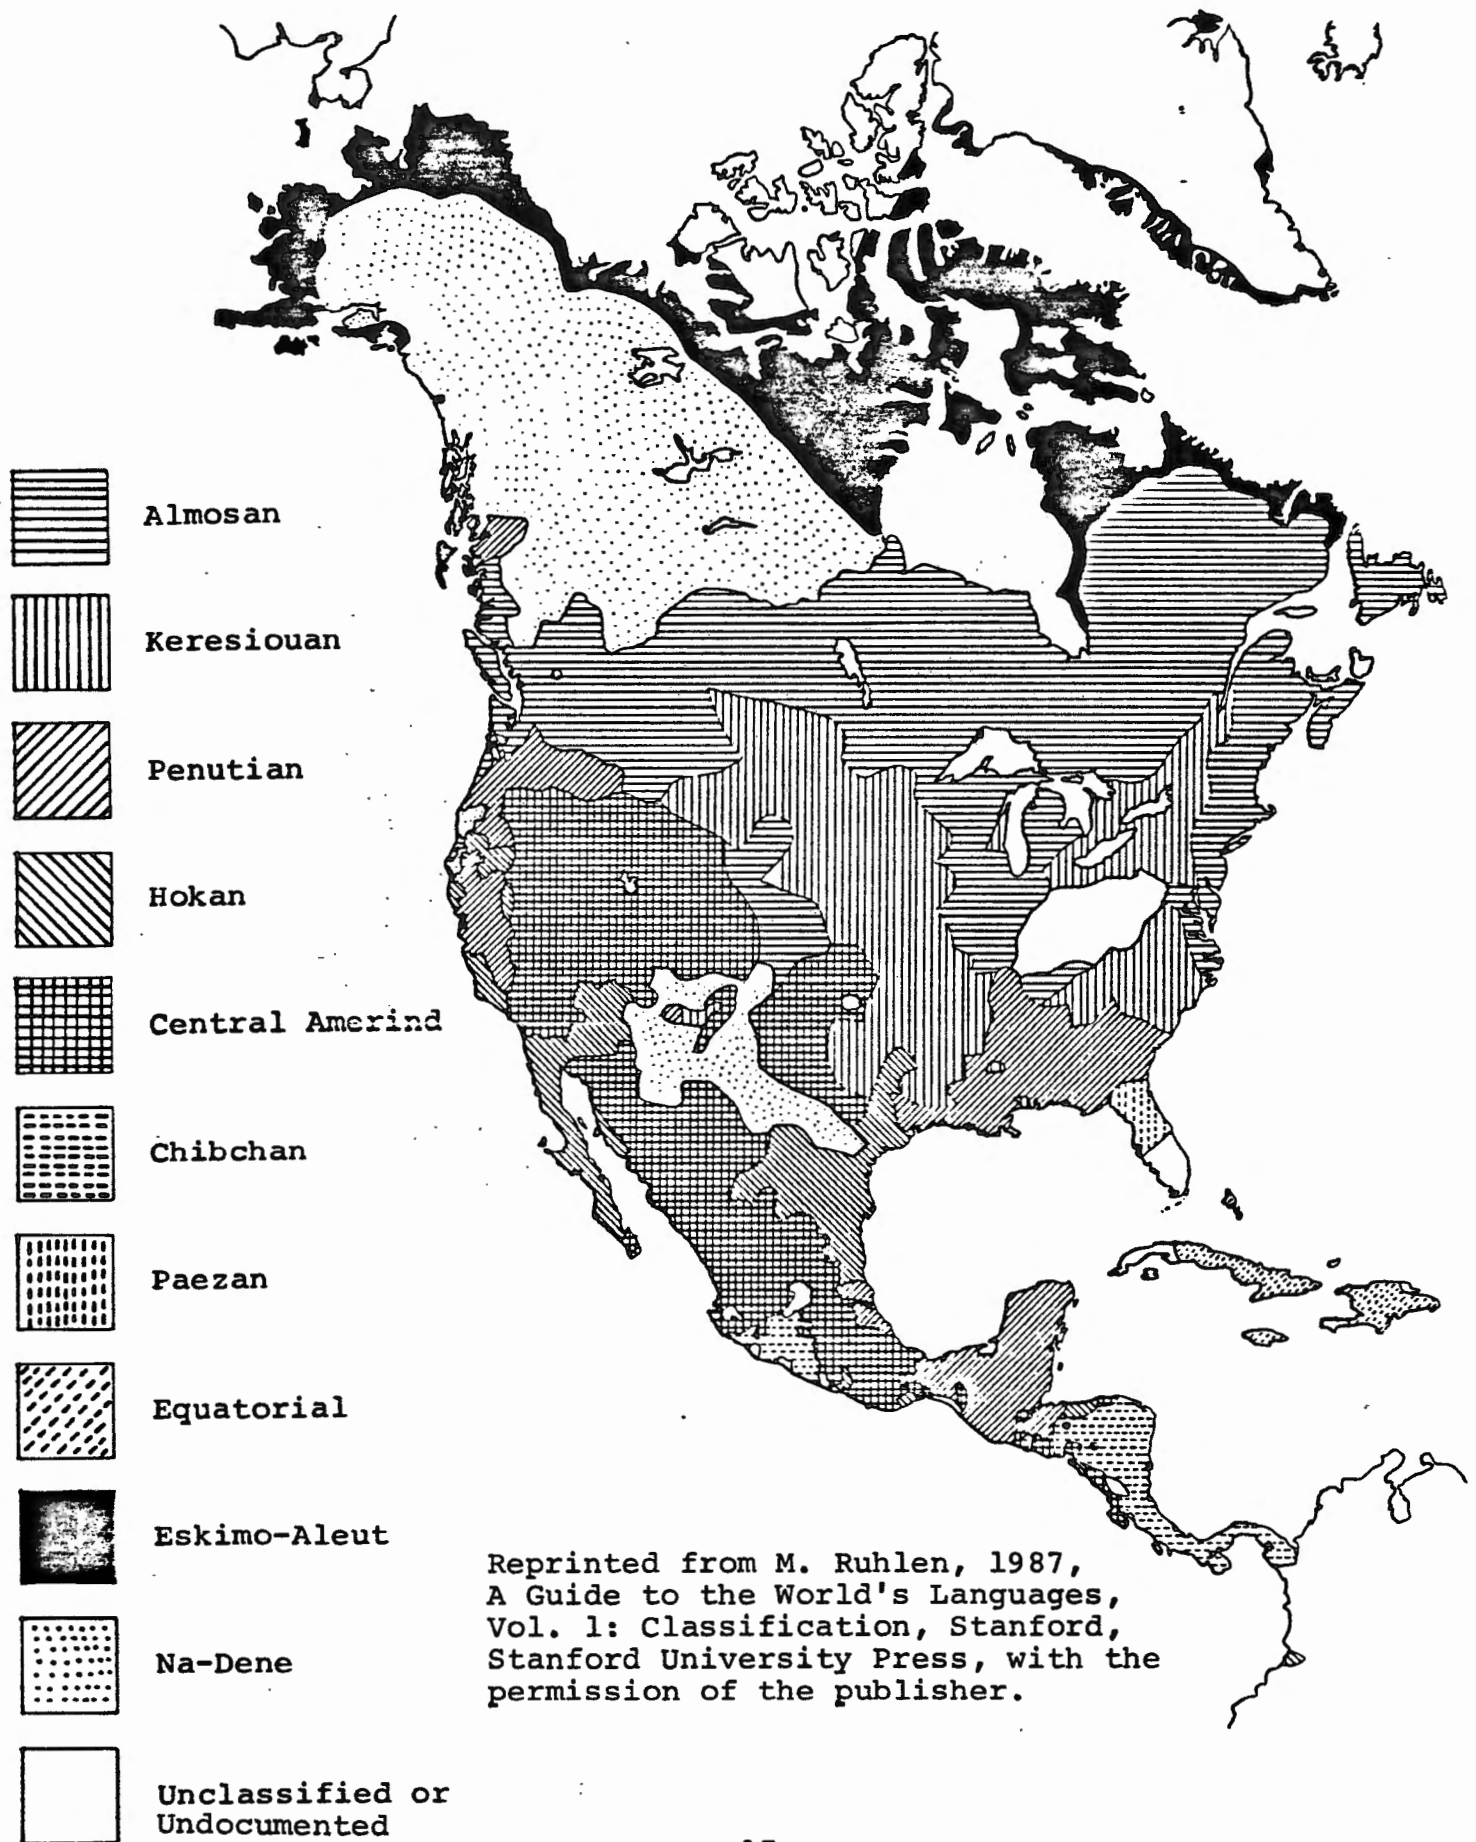 Almosan
Keresiouan
Penutian
Hokan
Central Amerind
Chibchan
Paezan
Equatorial
Eskimo-Aleut
Na-Dene
Unclassified or
Undocumented
Reprinted from M. Ruhlen, 1987,
A Guide to the World's Languages,
Vol. 1: Classification, Stanford,
Stanford University Press, with the
permission of the publisher.